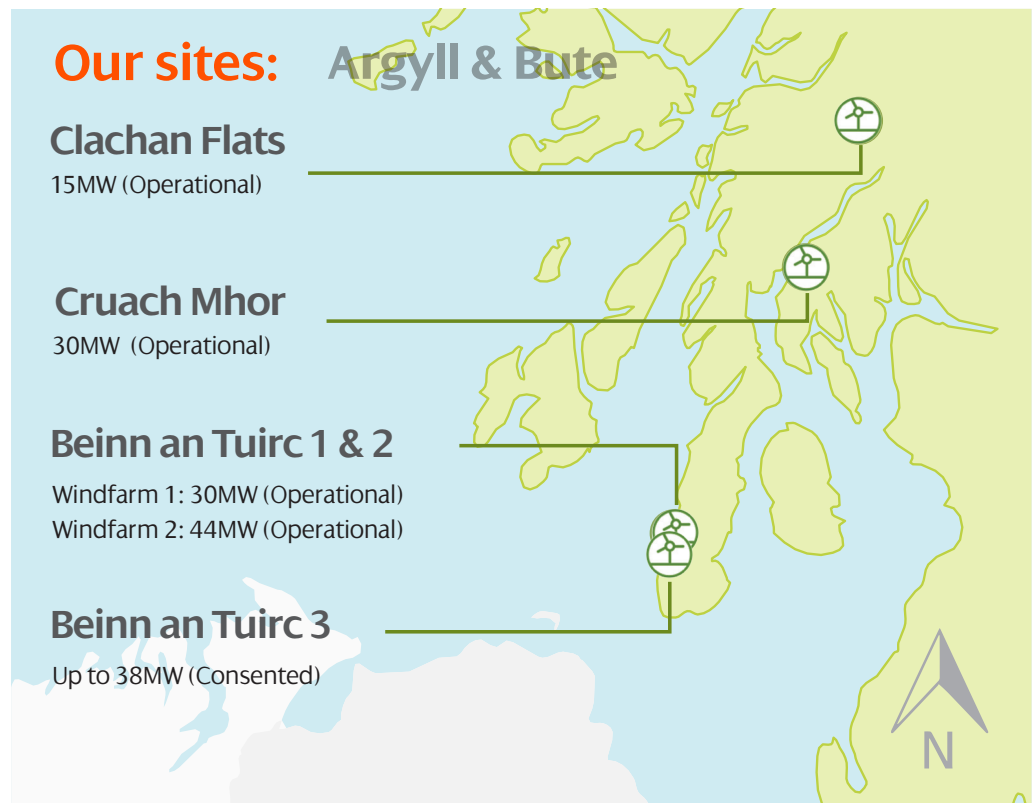 Our sites: Argyll & Bute
Clachan Flats
15MW (Operational)
Cruach Mhor
30MW (Operational)
Beinn an Tuirc 1 & 2
Windfarm 1: 30MW (Operational)
Windfarm 2: 44MW (Operational)
Beinn an Tuirc 3
Up to 38MW (Consented)
N